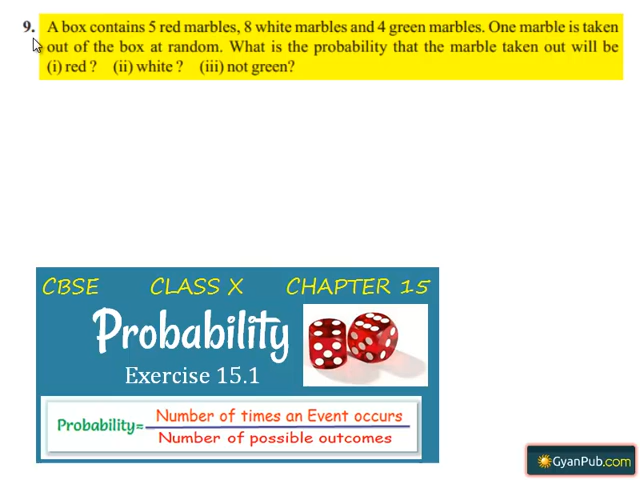 9. A box contains 5 red marbles, 8 white marbles and 4 green marbles. One marble is taken
out of the box at random. What is the probability that the marble taken out will be
(i) red ? (ii) white ? (iii) not green?
CBSE CLASS X CHAPTER 15
Probability
Exercise 15.1
Probability= Number of times an Event occurs
Number of possible outcomes
GyanPub.com